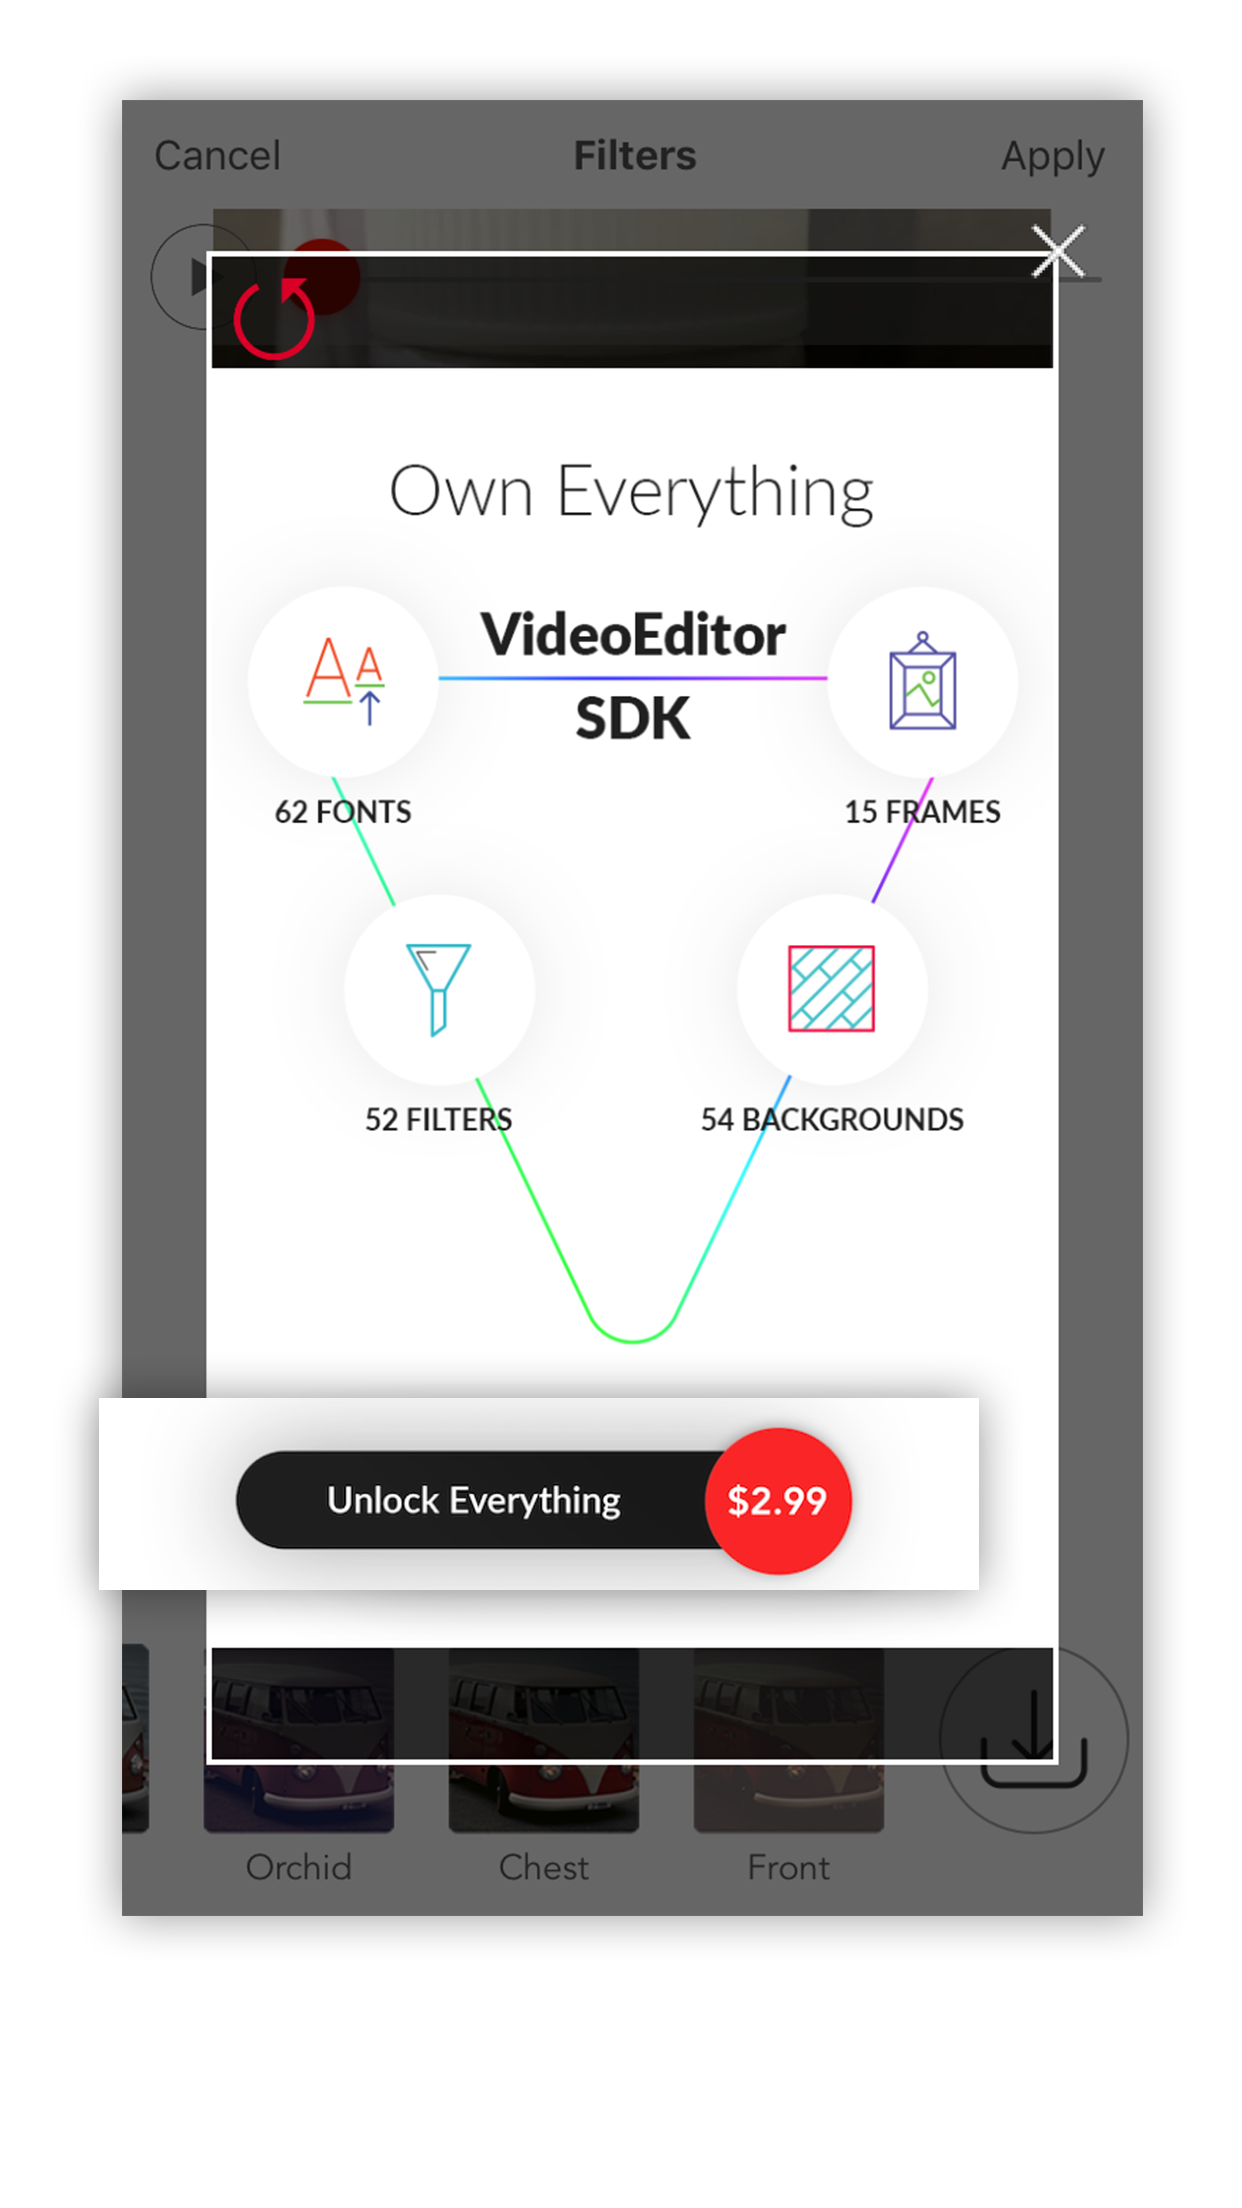 Cancel
Filters
Apply
Own Everything
VideoEditor
SDK
62 FONTS
15 FRAMES
52 FILTERS
54 BACKGROUNDS
Unlock Everything
$2.99
Orchid
Chest
Front